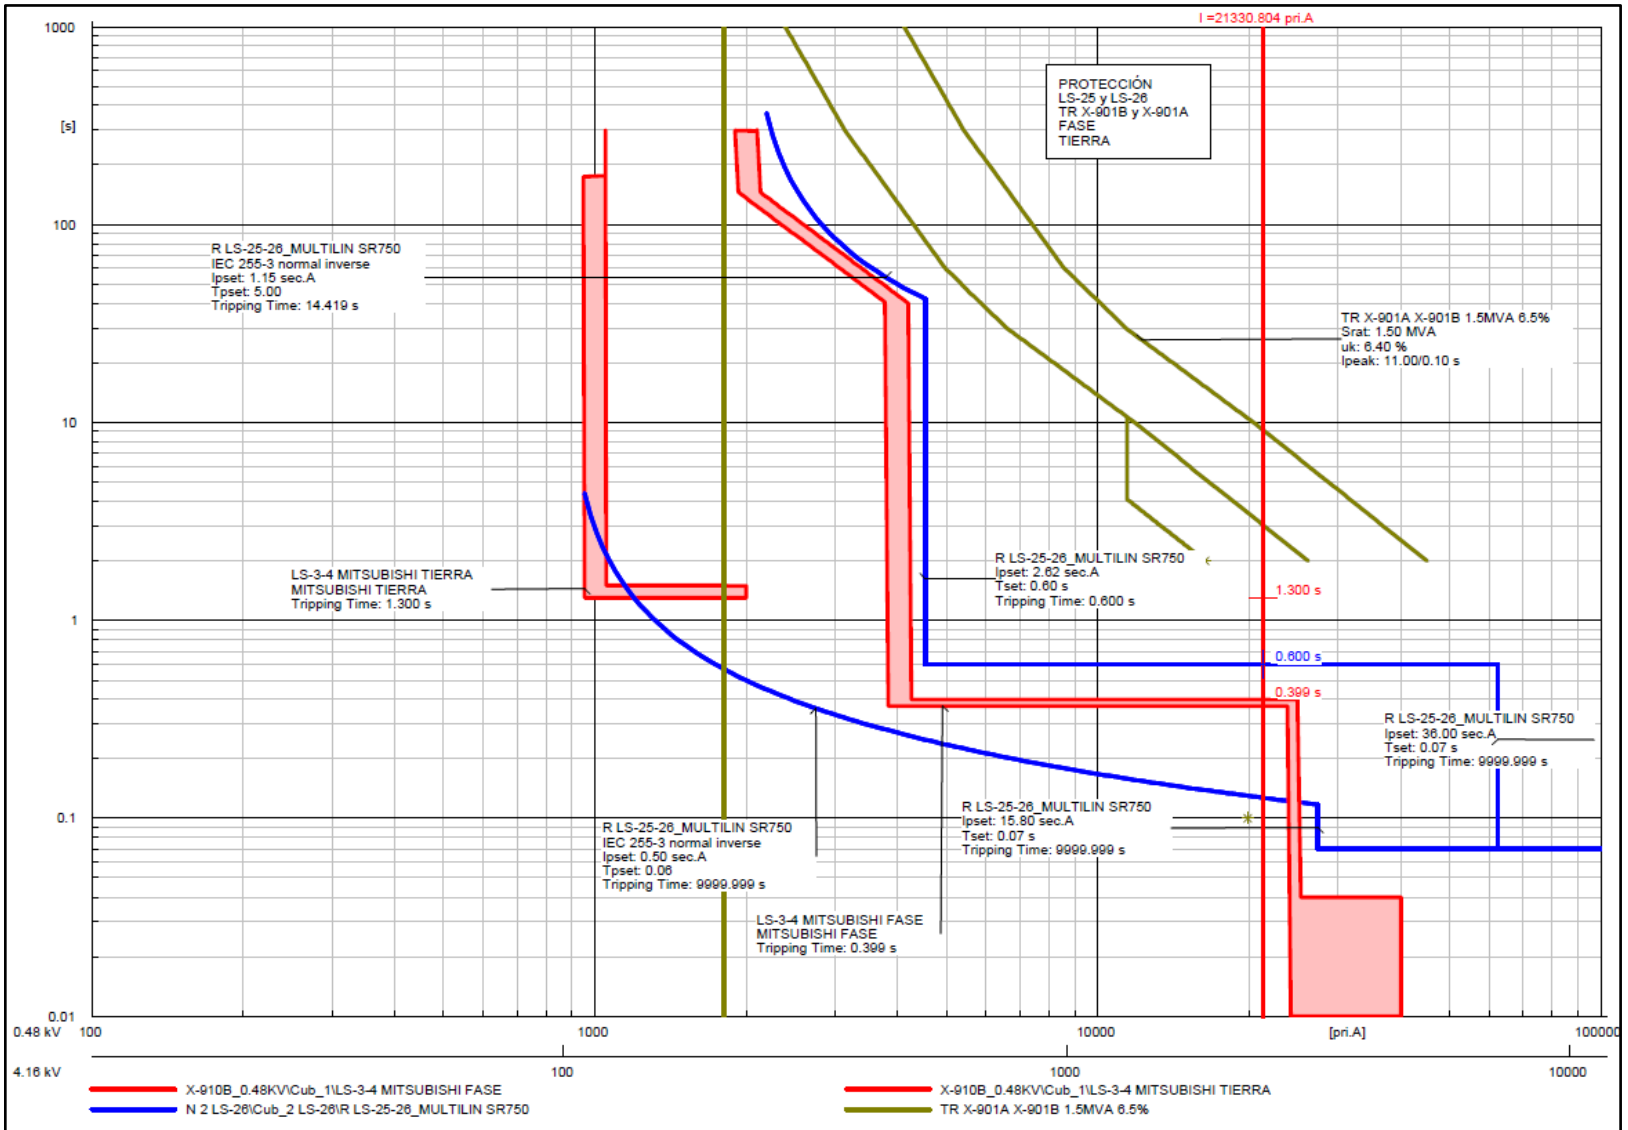 I =21330.804 pri.A
1000
[s]
100
10
1
0.1
0.01
PROTECCIÓN
LS-25 y LS-26
TR X-901B y X-901A
FASE
TIERRA
R LS-25-26_MULTILIN SR750
IEC 255-3 normal inverse
Ipset: 1.15 sec.A
Tpset: 5.00
Tripping Time: 14.419 s
TR X-901A X-901B 1.5MVA 6.5%
Srat: 1.50 MVA
uk: 6.40 %
Ipeak: 11.00/0.10 s
LS-3-4 MITSUBISHI TIERRA
MITSUBISHI TIERRA
Tripping Time: 1.300 s
R LS-25-26_MULTILIN SR750
Ipset: 2.62 sec.A
Tset: 0.60 s
Tripping Time: 0.600 s
1.300 s
0.600 s
0.399 s
R LS-25-26_MULTILIN SR750
Ipset: 36.00 sec.A
Tset: 0.07 s
Tripping Time: 9999.999 s
R LS-25-26_MULTILIN SR750
Ipset: 15.80 sec.A
Tset: 0.07 s
Tripping Time: 9999.999 s
R LS-25-26_MULTILIN SR750
IEC 255-3 normal inverse
Ipset: 0.50 sec.A
Tpset: 0.06
Tripping Time: 9999.999 s
LS-3-4 MITSUBISHI FASE
MITSUBISHI FASE
Tripping Time: 0.399 s
0.48 kV 100 1000 10000 [pri.A] 100000
4.16 kV 100 1000 10000
X-910B_0.48KV\Cub_1\LS-3-4 MITSUBISHI FASE
X-910B_0.48KV\Cub_1\LS-3-4 MITSUBISHI TIERRA
N 2 LS-26\Cub_2 LS-26\R LS-25-26_MULTILIN SR750
TR X-901A X-901B 1.5MVA 6.5%